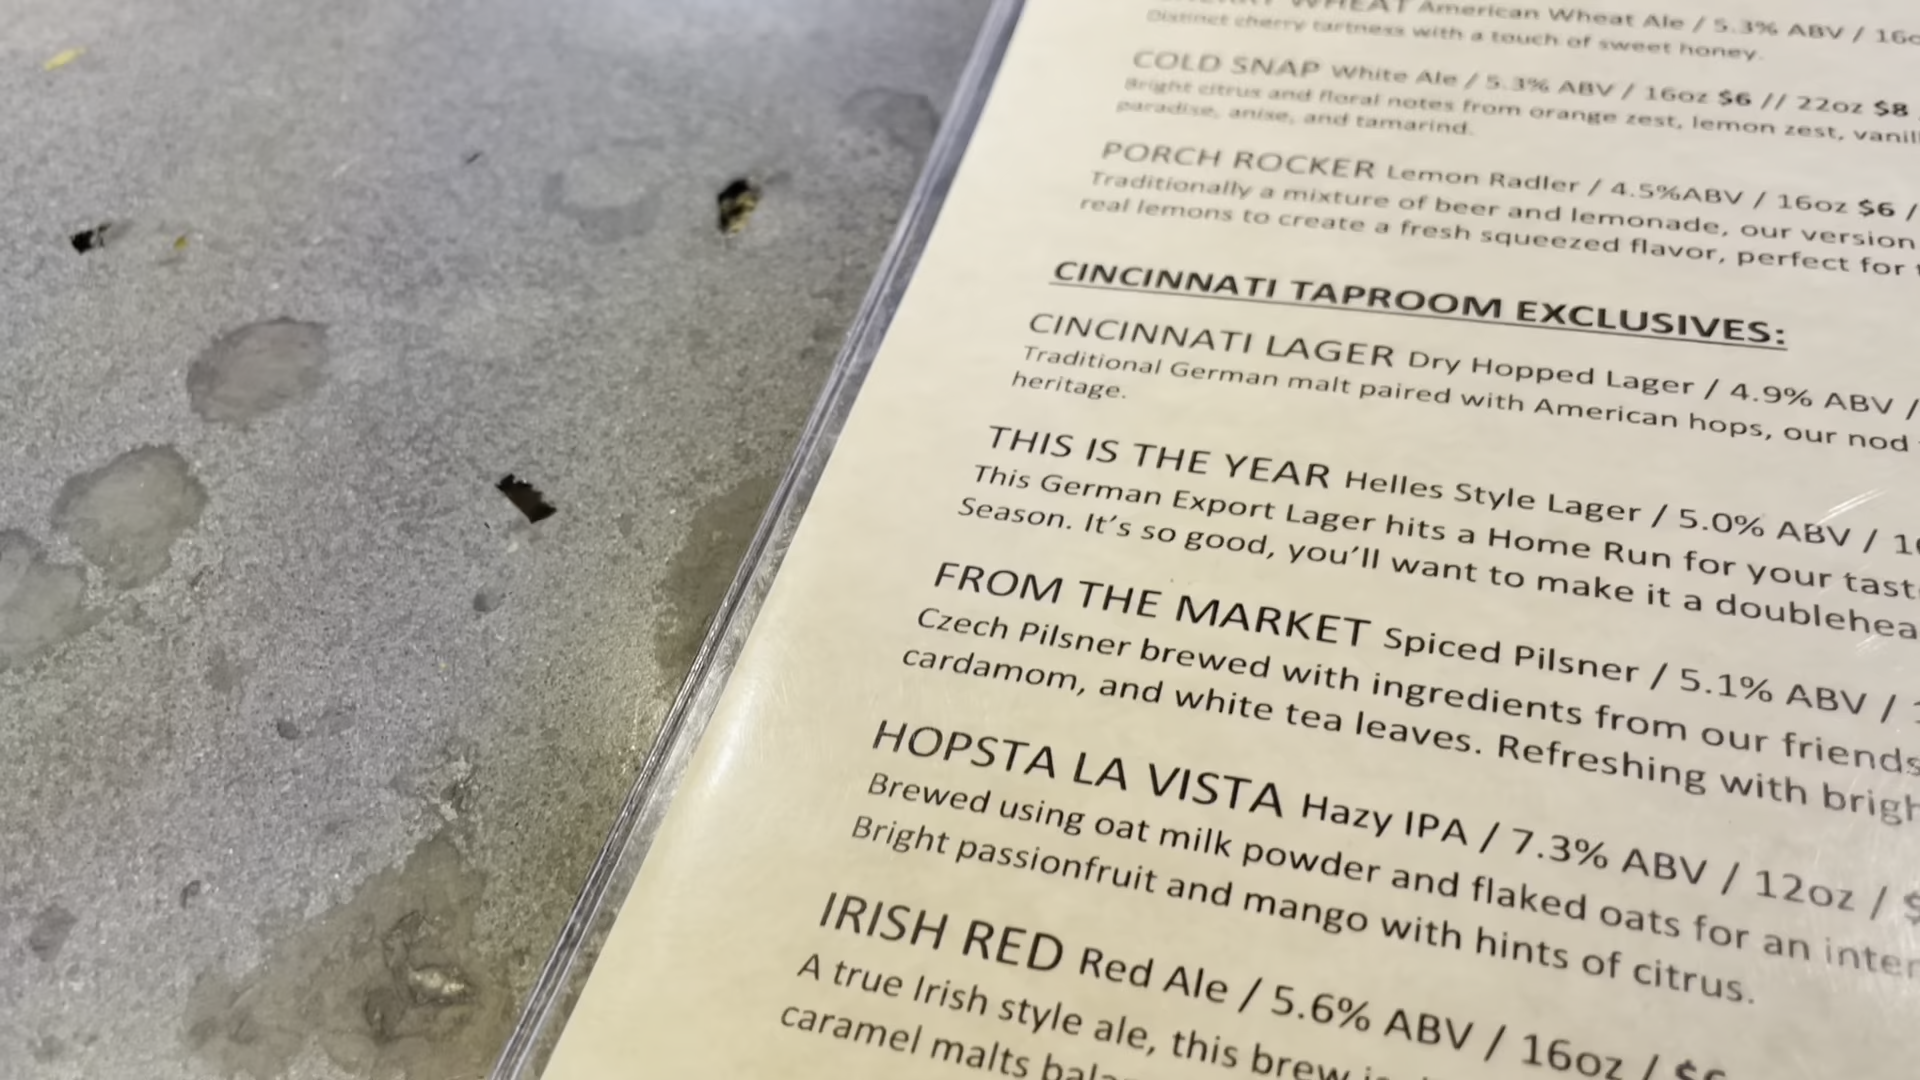 WHEAT American Wheat Ale / 5.3% ABV / 16o
Distinct cherry tartness with a touch of sweet honey.
COLD SNAP White Ale / 5.3% ABV / 16oz $6 // 22oz $8
Bright citrus and floral notes from orange zest, lemon zest, vanill
paradise, anise, and tamarind.
PORCH ROCKER Lemon Radler / 4.5%ABV / 16oz $6 /
Traditionally a mixture of beer and lemonade, our version
real lemons to create a fresh squeezed flavor, perfect for
CINCINNATI TAPROOM EXCLUSIVES:
CINCINNATI LAGER Dry Hopped Lager / 4.9% ABV /
Traditional German malt paired with American hops, our nod
heritage.
THIS IS THE YEAR Helles Style Lager / 5.0% ABV / 1
This German Export Lager hits a Home Run for your tast
Season. It's so good, you'll want to make it a doublehea
FROM THE MARKET Spiced Pilsner / 5.1% ABV /
Czech Pilsner brewed with ingredients from our friends
cardamom, and white tea leaves. Refreshing with brigh
HOPSTA LA VISTA Hazy IPA / 7.3% ABV / 12oz / $
Brewed using oat milk powder and flaked oats for an inter
Bright passionfruit and mango with hints of citrus.
IRISH RED Red Ale / 5.6% ABV / 16oz / $6
A true Irish style ale, this brew
caramel malts bala